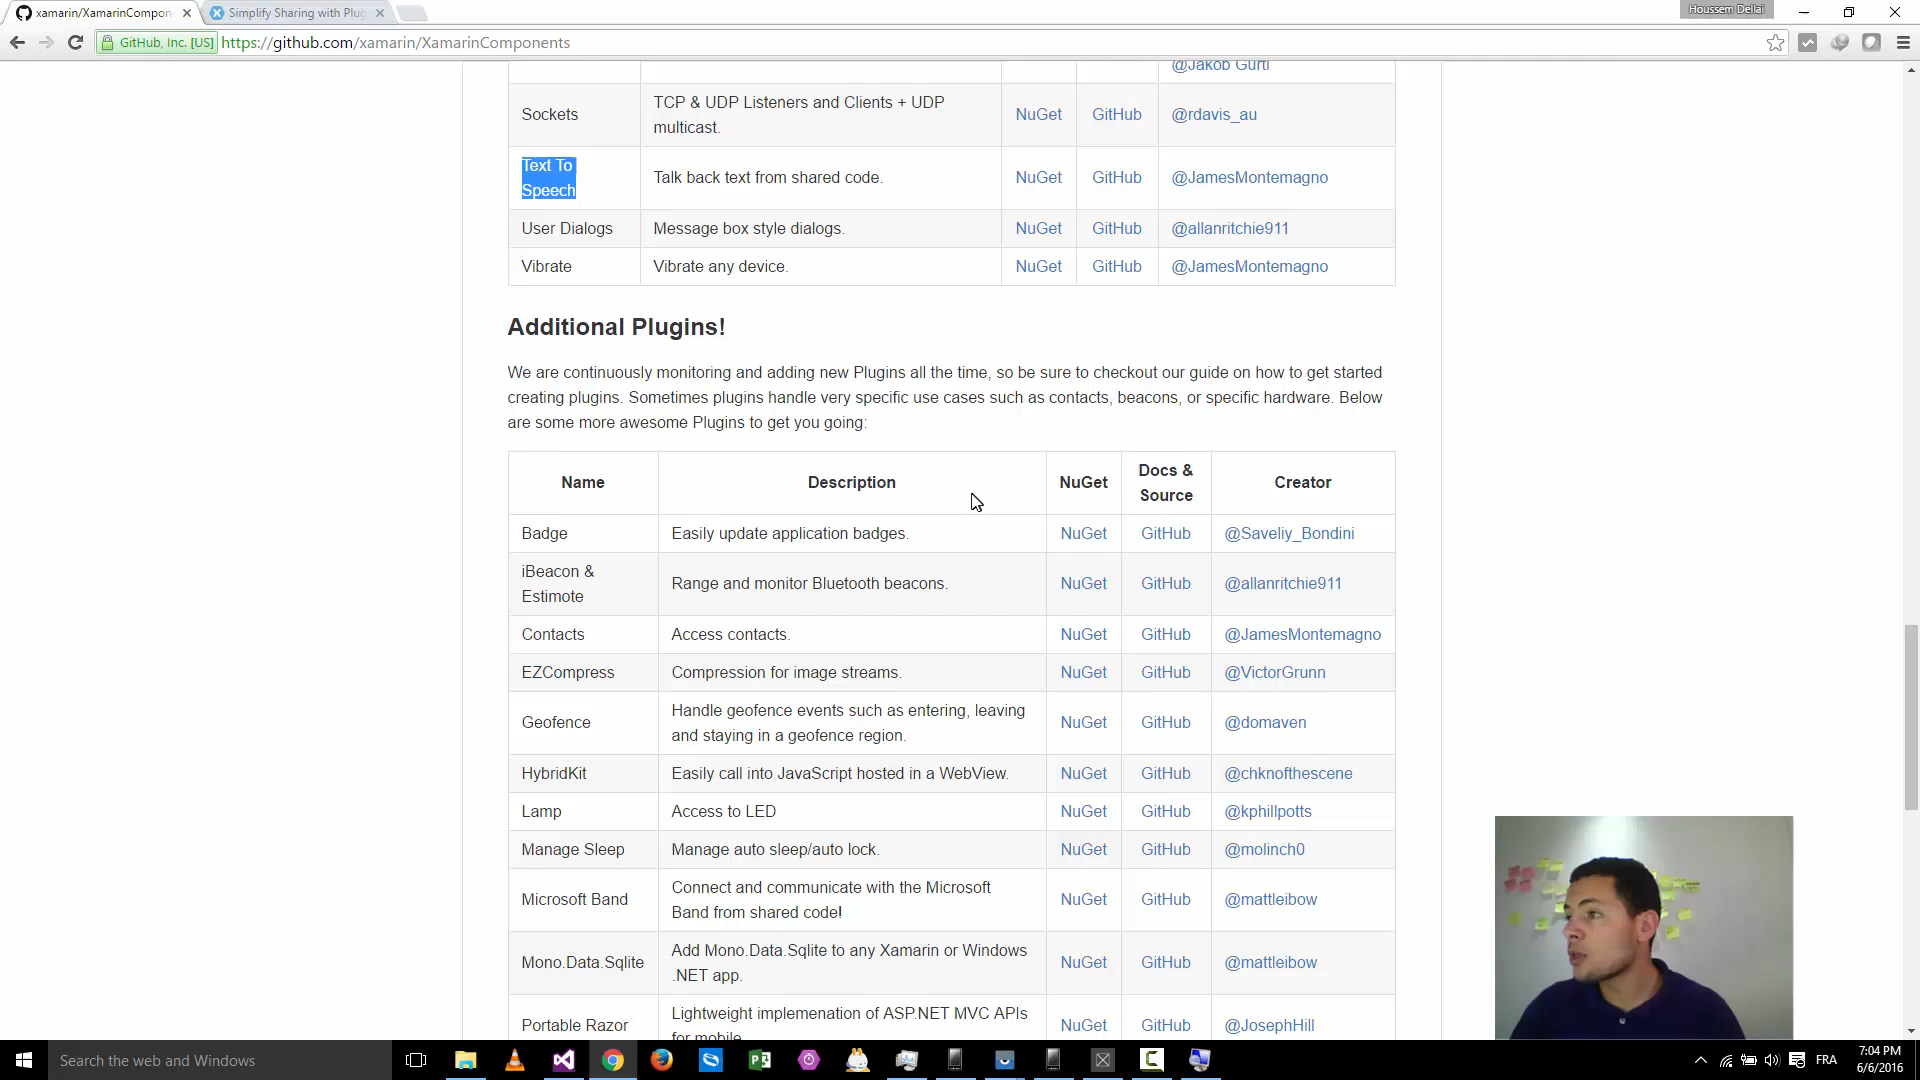 xamarin/XamarinCompon
Simplify Sharing with Plug
Houssem Dellai
GitHub, Inc. [US]
https://github.com/xamarin/XamarinComponents
@Jakob Gürtl
Sockets
TCP & UDP Listeners and Clients + UDP
multicast.
NuGet
GitHub
@rdavis_au
Text To
Speech
Talk back text from shared code.
NuGet
GitHub
@JamesMontemagno
User Dialogs
Message box style dialogs.
NuGet
GitHub
@allanritchie911
Vibrate
Vibrate any device.
NuGet
GitHub
@JamesMontemagno
Additional Plugins!
We are continuously monitoring and adding new Plugins all the time, so be sure to checkout our guide on how to get started
creating plugins. Sometimes plugins handle very specific use cases such as contacts, beacons, or specific hardware. Below
are some more awesome Plugins to get you going:
Name
Description
NuGet
Docs &
Source
Creator
Badge
Easily update application badges.
NuGet
GitHub
@Saveliy_Bondini
iBeacon &
Estimote
Range and monitor Bluetooth beacons.
NuGet
GitHub
@allanritchie911
Contacts
Access contacts.
NuGet
GitHub
@JamesMontemagno
EZCompress
Compression for image streams.
NuGet
GitHub
@VictorGrunn
Geofence
Handle geofence events such as entering, leaving
and staying in a geofence region.
NuGet
GitHub
@domaven
HybridKit
Easily call into JavaScript hosted in a WebView.
NuGet
GitHub
@chknofthescene
Lamp
Access to LED
NuGet
GitHub
@kphillpotts
Manage Sleep
Manage auto sleep/auto lock.
NuGet
GitHub
@molinch0
Microsoft Band
Connect and communicate with the Microsoft
Band from shared code!
NuGet
GitHub
@mattleibow
Mono.Data.Sqlite
Add Mono.Data.Sqlite to any Xamarin or Windows
.NET app.
NuGet
GitHub
@mattleibow
Portable Razor
Lightweight implemenation of ASP.NET MVC APIs
for mobile
NuGet
GitHub
@JosephHill
Search the web and Windows
FRA
7:04 PM
6/6/2016